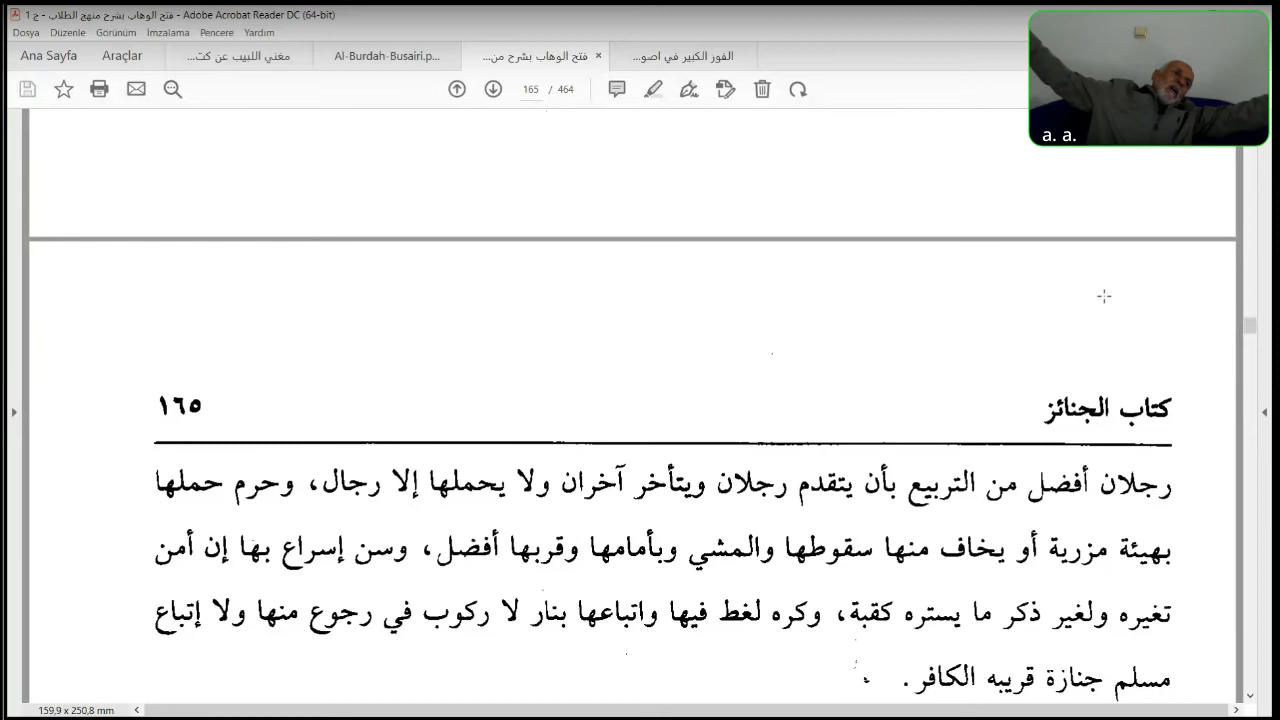 فتح الوهاب بشرح منهج الطلاب - ج 1 - Adobe Acrobat Reader DC (64-bit)
Dosya Düzenle Görünüm İmzalama Pencere Yardım
Ana Sayfa Araçlar مغني اللبيب عن كت... Al-Burdah-Busairi.p... فتح الوهاب بشرح من... × الفور الكبير في اصو...
165 / 464
a. a.
كتاب الجنائز ١٦٥
رجلان أفضل من التربيع بأن يتقدم رجلان ويتأخر آخران ولا يحملها إلا رجال، وحرم حملها
بهيئة مزرية أو يخاف منها سقوطها والمشي وبأمامها وقربها أفضل، وسن إسراع بها إن أمن
تغيره ولغير ذكر ما يستره كقبة، وكره لغط فيها واتباعها بنار لا ركوب في رجوع منها ولا إتباع
مسلم جنازة قريبه الكافر.
159,9 x 250,8 mm